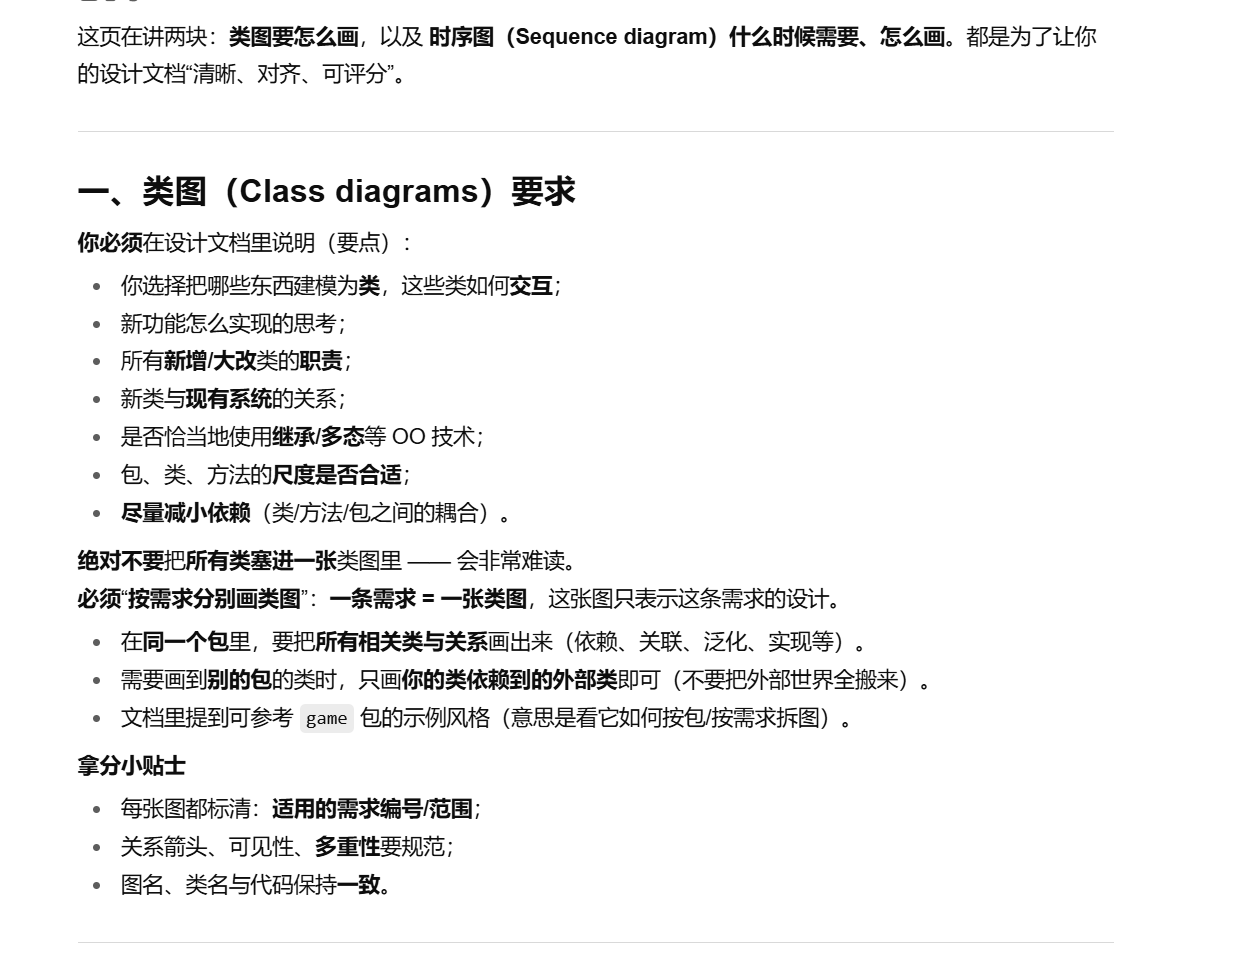 这页在讲两块：类图要怎么画，以及 时序图（Sequence diagram）什么时候需要、怎么画。都是为了让你
的设计文档“清晰、对齐、可评分”。
一、类图（Class diagrams）要求
你必须在设计文档里说明（要点）：
你选择把哪些东西建模为类，这些类如何交互；
新功能怎么实现的思考；
所有新增/大改类的职责；
新类与现有系统的关系；
是否恰当地使用继承/多态等 OO 技术；
包、类、方法的尺度是否合适；
尽量减小依赖（类/方法/包之间的耦合）。
绝对不要把所有类塞进一张类图里 —— 会非常难读。
必须“按需求分别画类图”：一条需求 = 一张类图，这张图只表示这条需求的设计。
在同一个包里，要把所有相关类与关系画出来（依赖、关联、泛化、实现等）。
需要画到别的包的类时，只画你的类依赖到的外部类即可（不要把外部世界全搬来）。
文档里提到可参考 game 包的示例风格（意思是看它如何按包/按需求拆图）。
拿分小贴士
每张图都标清：适用的需求编号/范围；
关系箭头、可见性、多重性要规范；
图名、类名与代码保持一致。